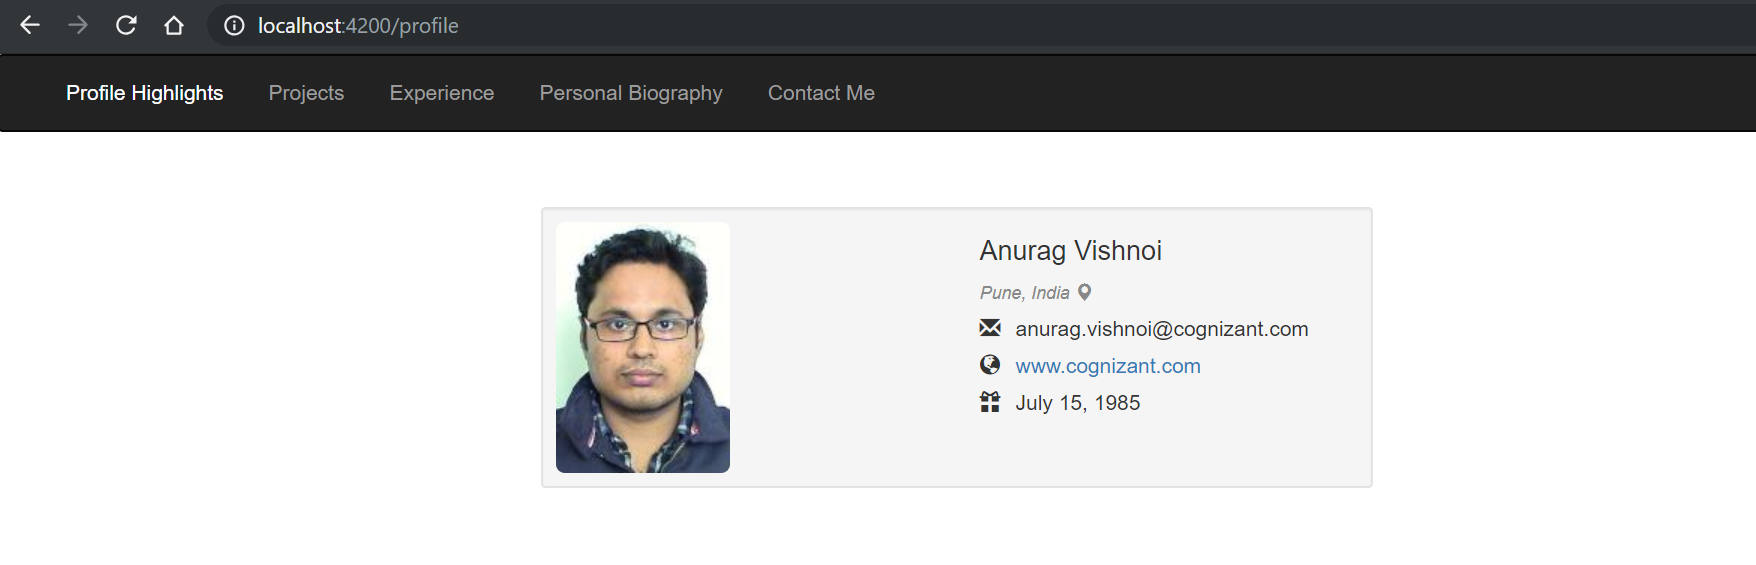 localhost:4200/profile
Profile Highlights Projects Experience Personal Biography Contact Me
Anurag Vishnoi
Pune, India
anurag.vishnoi@cognizant.com
www.cognizant.com
July 15, 1985